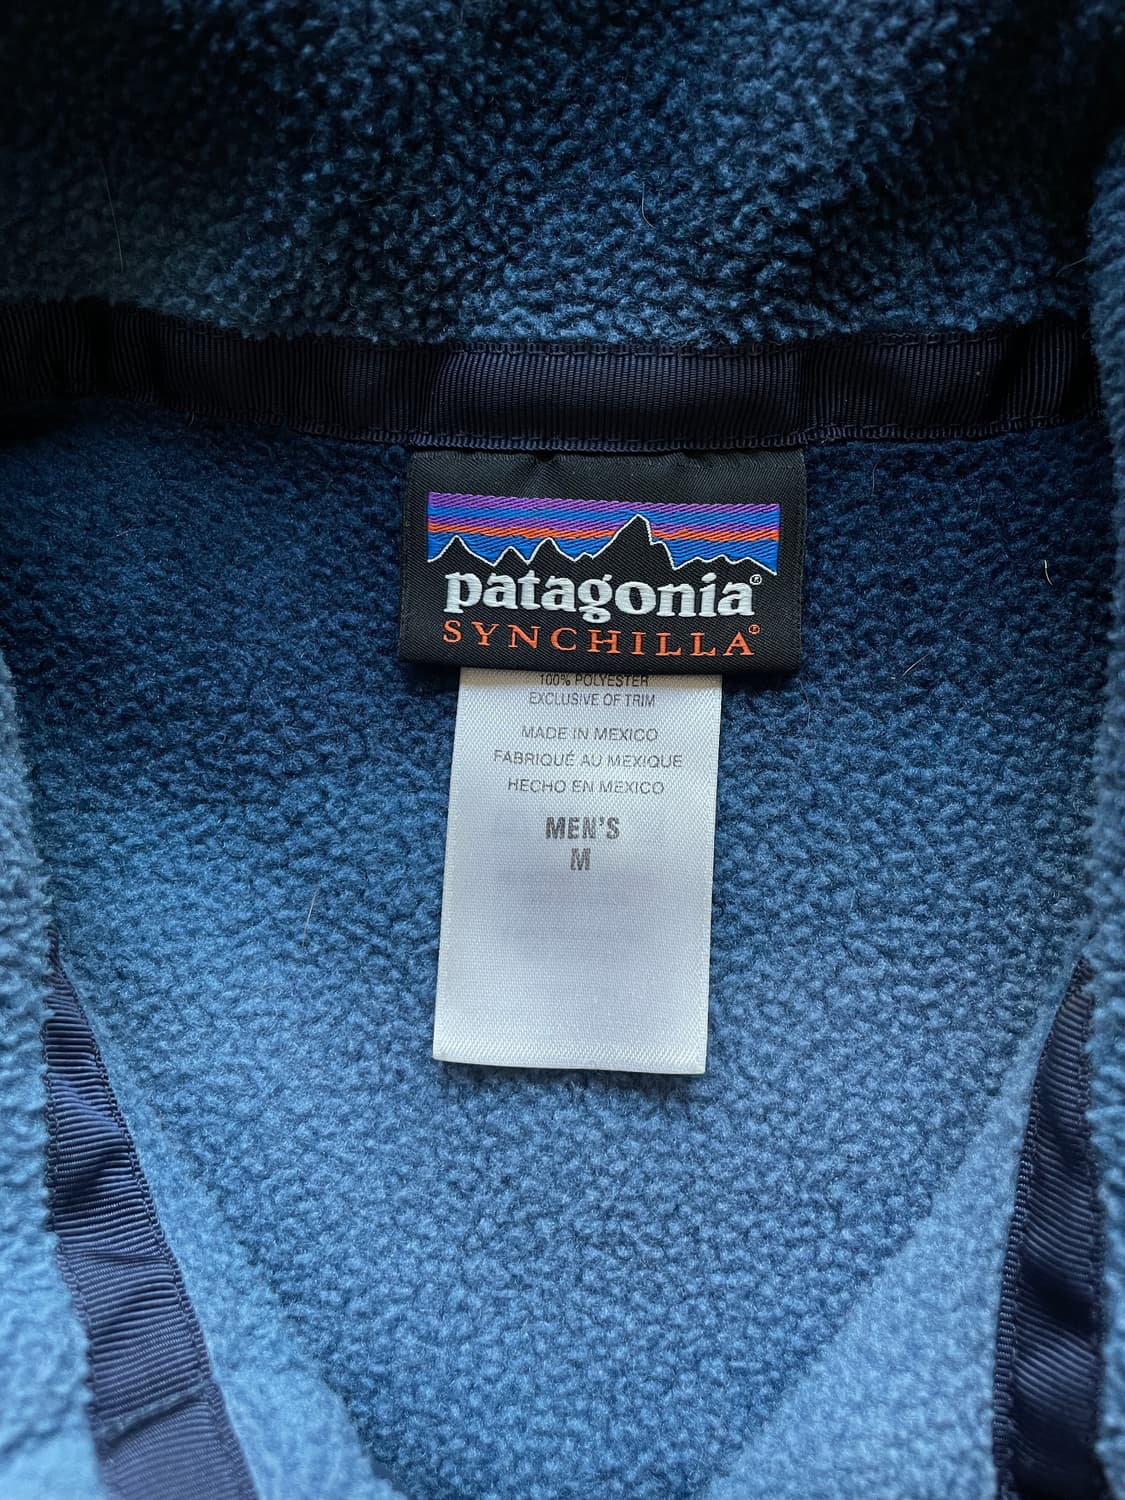 patagonia®
SYNCHILLA®
100% POLYESTER
EXCLUSIVE OF TRIM
MADE IN MEXICO
FABRIQUÉ AU MEXIQUE
HECHO EN MEXICO
MEN'S
M